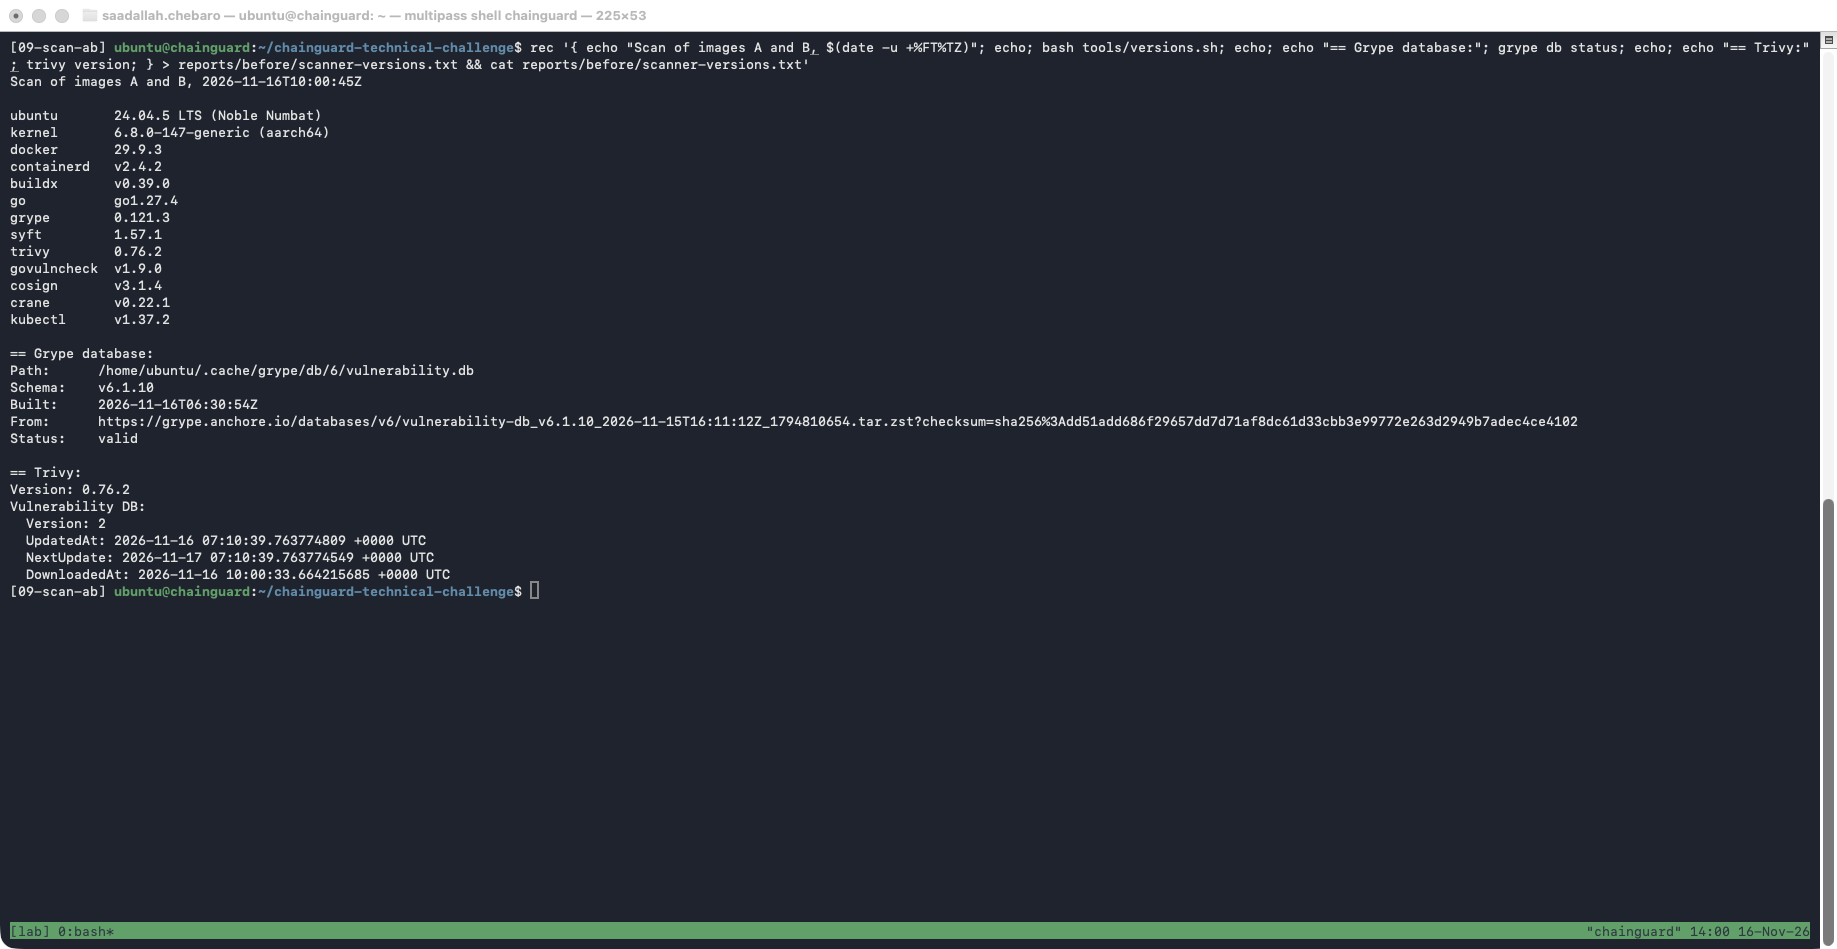 saadallah.chebaro — ubuntu@chainguard: ~ — multipass shell chainguard — 225×53
[09-scan-ab] ubuntu@chainguard:~/chainguard-technical-challenge$ rec '{ echo "Scan of images A and B, $(date -u +%FT%TZ)"; echo; bash tools/versions.sh; echo; echo "== Grype database:"; grype db status; echo; echo "== Trivy:"
; trivy version; } > reports/before/scanner-versions.txt && cat reports/before/scanner-versions.txt'
Scan of images A and B, 2026-11-16T10:00:45Z

ubuntu       24.04.5 LTS (Noble Numbat)
kernel       6.8.0-147-generic (aarch64)
docker       29.9.3
containerd   v2.4.2
buildx       v0.39.0
go           go1.27.4
grype        0.121.3
syft         1.57.1
trivy        0.76.2
govulncheck  v1.9.0
cosign       v3.1.4
crane        v0.22.1
kubectl      v1.37.2

== Grype database:
Path:      /home/ubuntu/.cache/grype/db/6/vulnerability.db
Schema:    v6.1.10
Built:     2026-11-16T06:30:54Z
From:      https://grype.anchore.io/databases/v6/vulnerability-db_v6.1.10_2026-11-15T16:11:12Z_1794810654.tar.zst?checksum=sha256%3Add51add686f29657dd7d71af8dc61d33cbb3e99772e263d2949b7adec4ce4102
Status:    valid

== Trivy:
Version: 0.76.2
Vulnerability DB:
  Version: 2
  UpdatedAt: 2026-11-16 07:10:39.763774809 +0000 UTC
  NextUpdate: 2026-11-17 07:10:39.763774549 +0000 UTC
  DownloadedAt: 2026-11-16 10:00:33.664215685 +0000 UTC
[09-scan-ab] ubuntu@chainguard:~/chainguard-technical-challenge$
[lab] 0:bash*
"chainguard" 14:00 16-Nov-26